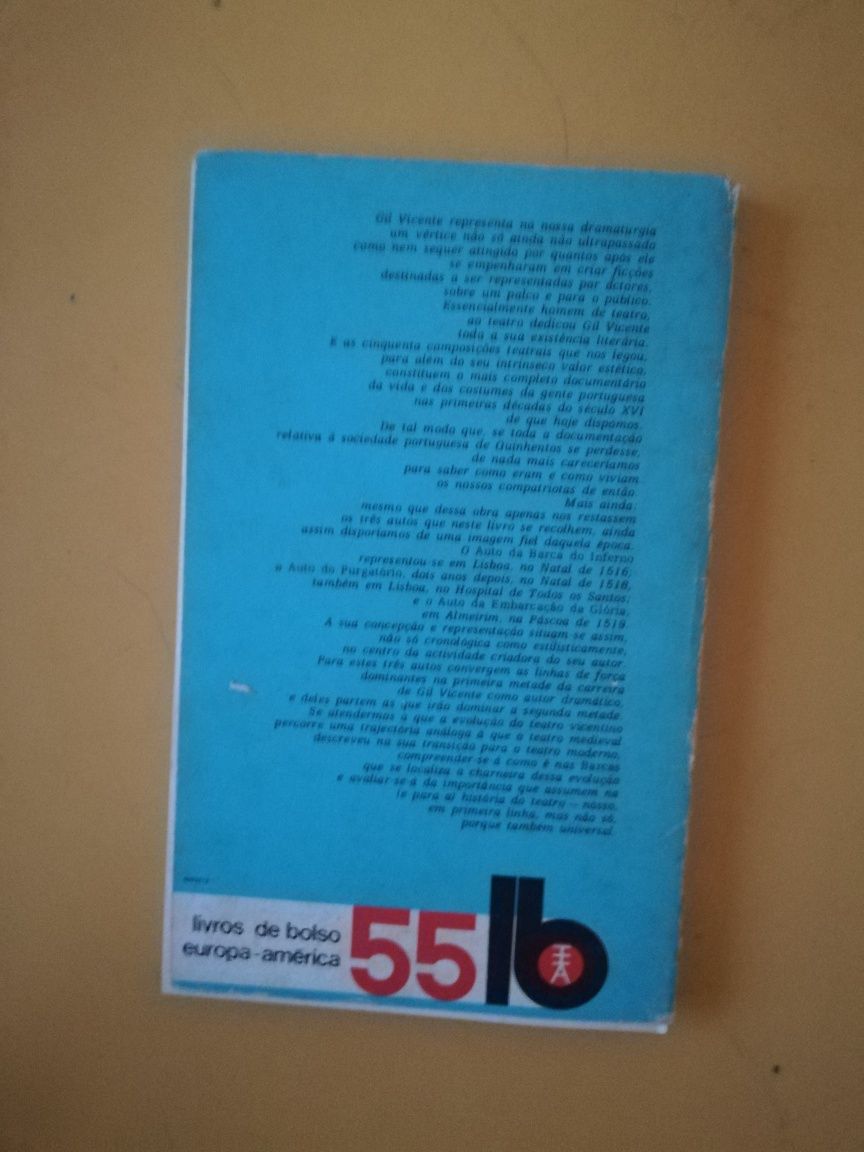 Gil Vicente representa na nossa dramaturgia
um vértice não só ainda não ultrapassado
como nem sequer atingido por quantos após ele
se empenharam em criar ficções
destinadas a ser representadas por actores,
sobre um palco e para o público.
Essencialmente homem de teatro,
ao teatro dedicou Gil Vicente
toda a sua existência literária.
E as cinquenta composições teatrais que nos legou,
para além do seu intrínseco valor estético,
constituem o mais completo documentário
da vida e dos costumes da gente portuguesa
nas primeiras décadas do século XVI
de que hoje dispomos.
De tal modo que, se toda a documentação
relativa à sociedade portuguesa de Quinhentos se perdesse,
de nada mais careceríamos
para saber como eram e como viviam
os nossos compatriotas de então.
Mais ainda:
mesmo que dessa obra apenas nos restassem
os três autos que neste livro se recolhem, ainda
assim disporíamos de uma imagem fiel daquela época.
O Auto da Barca do Inferno
representou-se em Lisboa, no Natal de 1516;
o Auto do Purgatório, dois anos depois, no Natal de 1518,
também em Lisboa, no Hospital de Todos os Santos;
e o Auto da Embarcação da Glória,
em Almeirim, na Páscoa de 1519.
A sua concepção e representação situam-se assim,
não só cronológica como estilisticamente,
no centro da actividade criadora do seu autor.
Para estes três autos convergem as linhas de força
dominantes na primeira metade da carreira
de Gil Vicente como autor dramático,
e deles partem as que irão dominar a segunda metade.
Se atendermos a que a evolução do teatro vicentino
percorre uma trajectória análoga à que o teatro medieval
descreveu na sua transição para o teatro moderno,
compreender-se-á como é nas Barcas
que se localiza a charneira dessa evolução
e avaliar-se-á da importância que assumem na
(e para a) história do teatro — nosso,
em primeira linha, mas não só,
porque também universal.
livros de bolso
europa-américa
55
lb